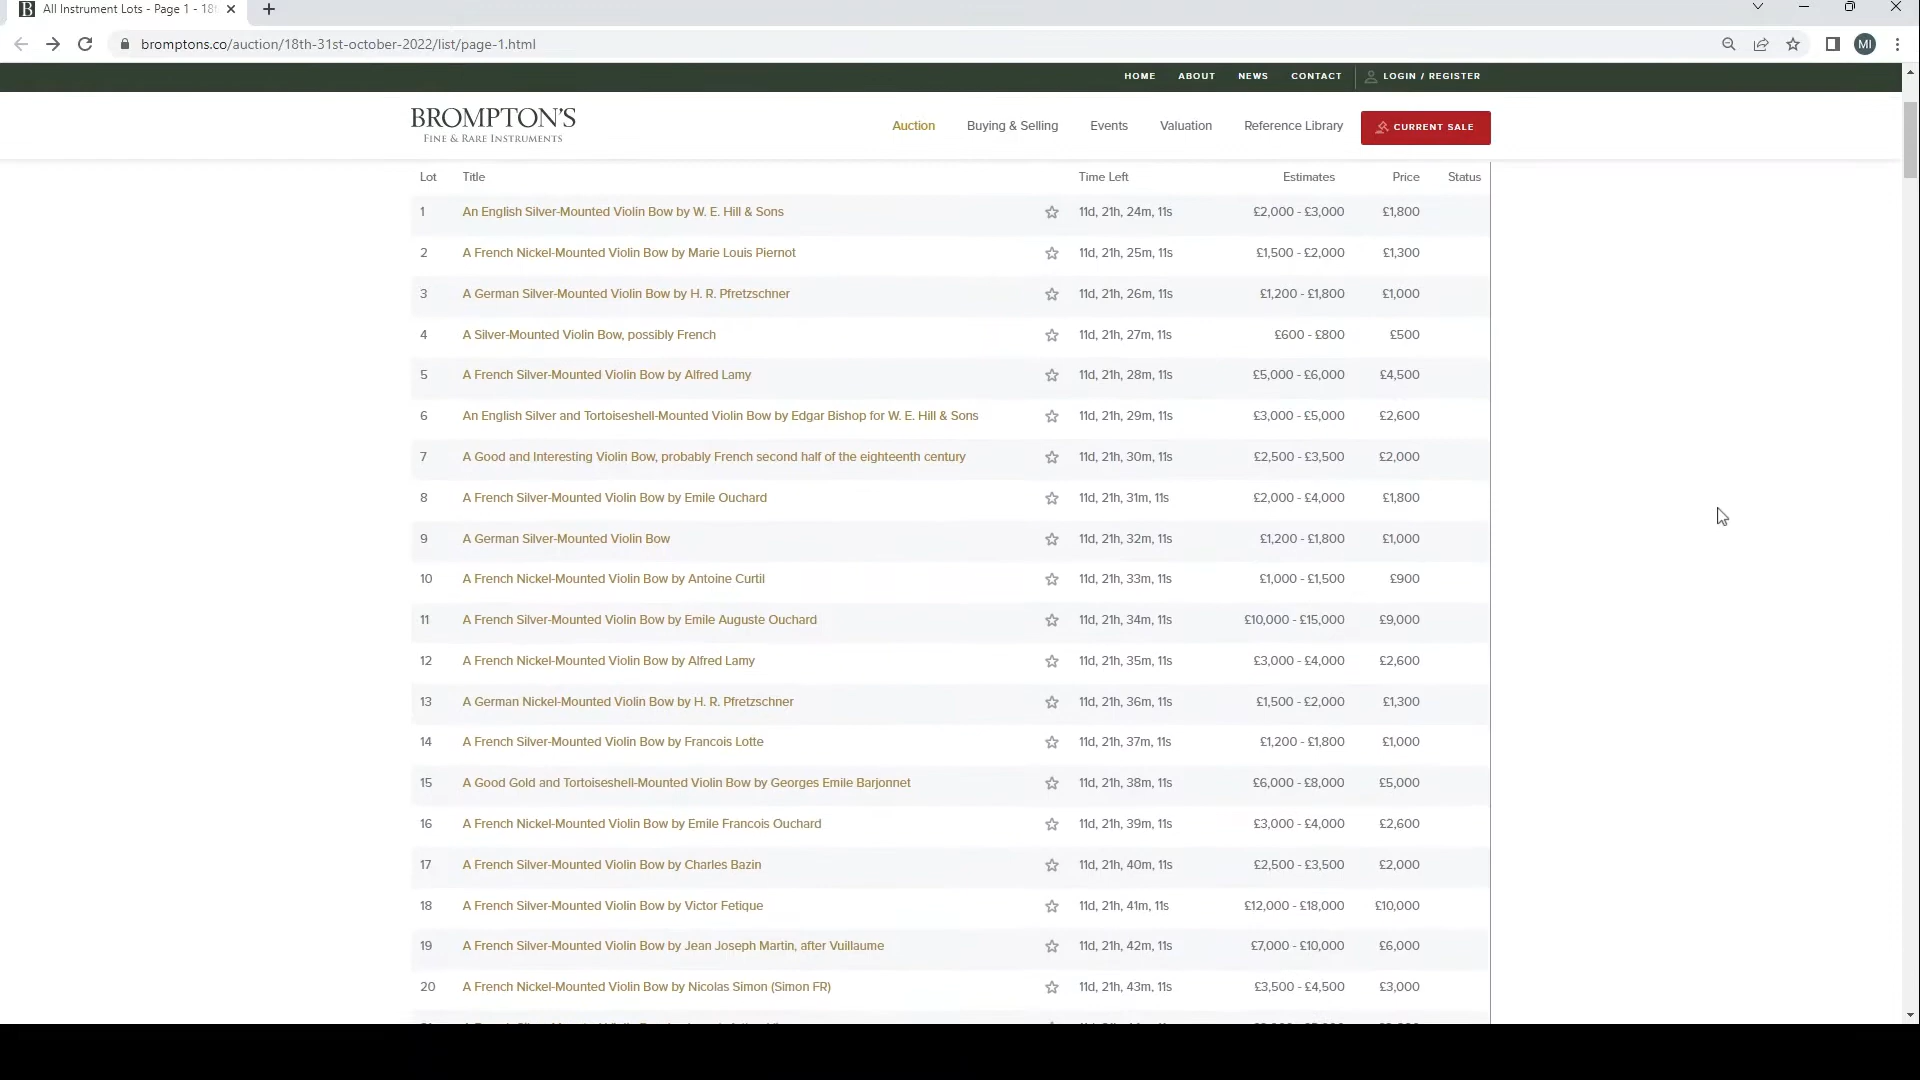 All Instrument Lots - Page 1 - 18
bromptons.co/auction/18th-31st-october-2022/list/page-1.html
MI
HOME ABOUT NEWS CONTACT LOGIN / REGISTER
BROMPTON'S
FINE & RARE INSTRUMENTS
Auction Buying & Selling Events Valuation Reference Library CURRENT SALE
Lot Title Time Left Estimates Price Status
1 An English Silver-Mounted Violin Bow by W. E. Hill & Sons 11d, 21h, 24m, 11s £2,000 - £3,000 £1,800
2 A French Nickel-Mounted Violin Bow by Marie Louis Piernot 11d, 21h, 25m, 11s £1,500 - £2,000 £1,300
3 A German Silver-Mounted Violin Bow by H. R. Pfretzschner 11d, 21h, 26m, 11s £1,200 - £1,800 £1,000
4 A Silver-Mounted Violin Bow, possibly French 11d, 21h, 27m, 11s £600 - £800 £500
5 A French Silver-Mounted Violin Bow by Alfred Lamy 11d, 21h, 28m, 11s £5,000 - £6,000 £4,500
6 An English Silver and Tortoiseshell-Mounted Violin Bow by Edgar Bishop for W. E. Hill & Sons 11d, 21h, 29m, 11s £3,000 - £5,000 £2,600
7 A Good and Interesting Violin Bow, probably French second half of the eighteenth century 11d, 21h, 30m, 11s £2,500 - £3,500 £2,000
8 A French Silver-Mounted Violin Bow by Emile Ouchard 11d, 21h, 31m, 11s £2,000 - £4,000 £1,800
9 A German Silver-Mounted Violin Bow 11d, 21h, 32m, 11s £1,200 - £1,800 £1,000
10 A French Nickel-Mounted Violin Bow by Antoine Curtil 11d, 21h, 33m, 11s £1,000 - £1,500 £900
11 A French Silver-Mounted Violin Bow by Emile Auguste Ouchard 11d, 21h, 34m, 11s £10,000 - £15,000 £9,000
12 A French Nickel-Mounted Violin Bow by Alfred Lamy 11d, 21h, 35m, 11s £3,000 - £4,000 £2,600
13 A German Nickel-Mounted Violin Bow by H. R. Pfretzschner 11d, 21h, 36m, 11s £1,500 - £2,000 £1,300
14 A French Silver-Mounted Violin Bow by Francois Lotte 11d, 21h, 37m, 11s £1,200 - £1,800 £1,000
15 A Good Gold and Tortoiseshell-Mounted Violin Bow by Georges Emile Barjonnet 11d, 21h, 38m, 11s £6,000 - £8,000 £5,000
16 A French Nickel-Mounted Violin Bow by Emile Francois Ouchard 11d, 21h, 39m, 11s £3,000 - £4,000 £2,600
17 A French Silver-Mounted Violin Bow by Charles Bazin 11d, 21h, 40m, 11s £2,500 - £3,500 £2,000
18 A French Silver-Mounted Violin Bow by Victor Fetique 11d, 21h, 41m, 11s £12,000 - £18,000 £10,000
19 A French Silver-Mounted Violin Bow by Jean Joseph Martin, after Vuillaume 11d, 21h, 42m, 11s £7,000 - £10,000 £6,000
20 A French Nickel-Mounted Violin Bow by Nicolas Simon (Simon FR) 11d, 21h, 43m, 11s £3,500 - £4,500 £3,000